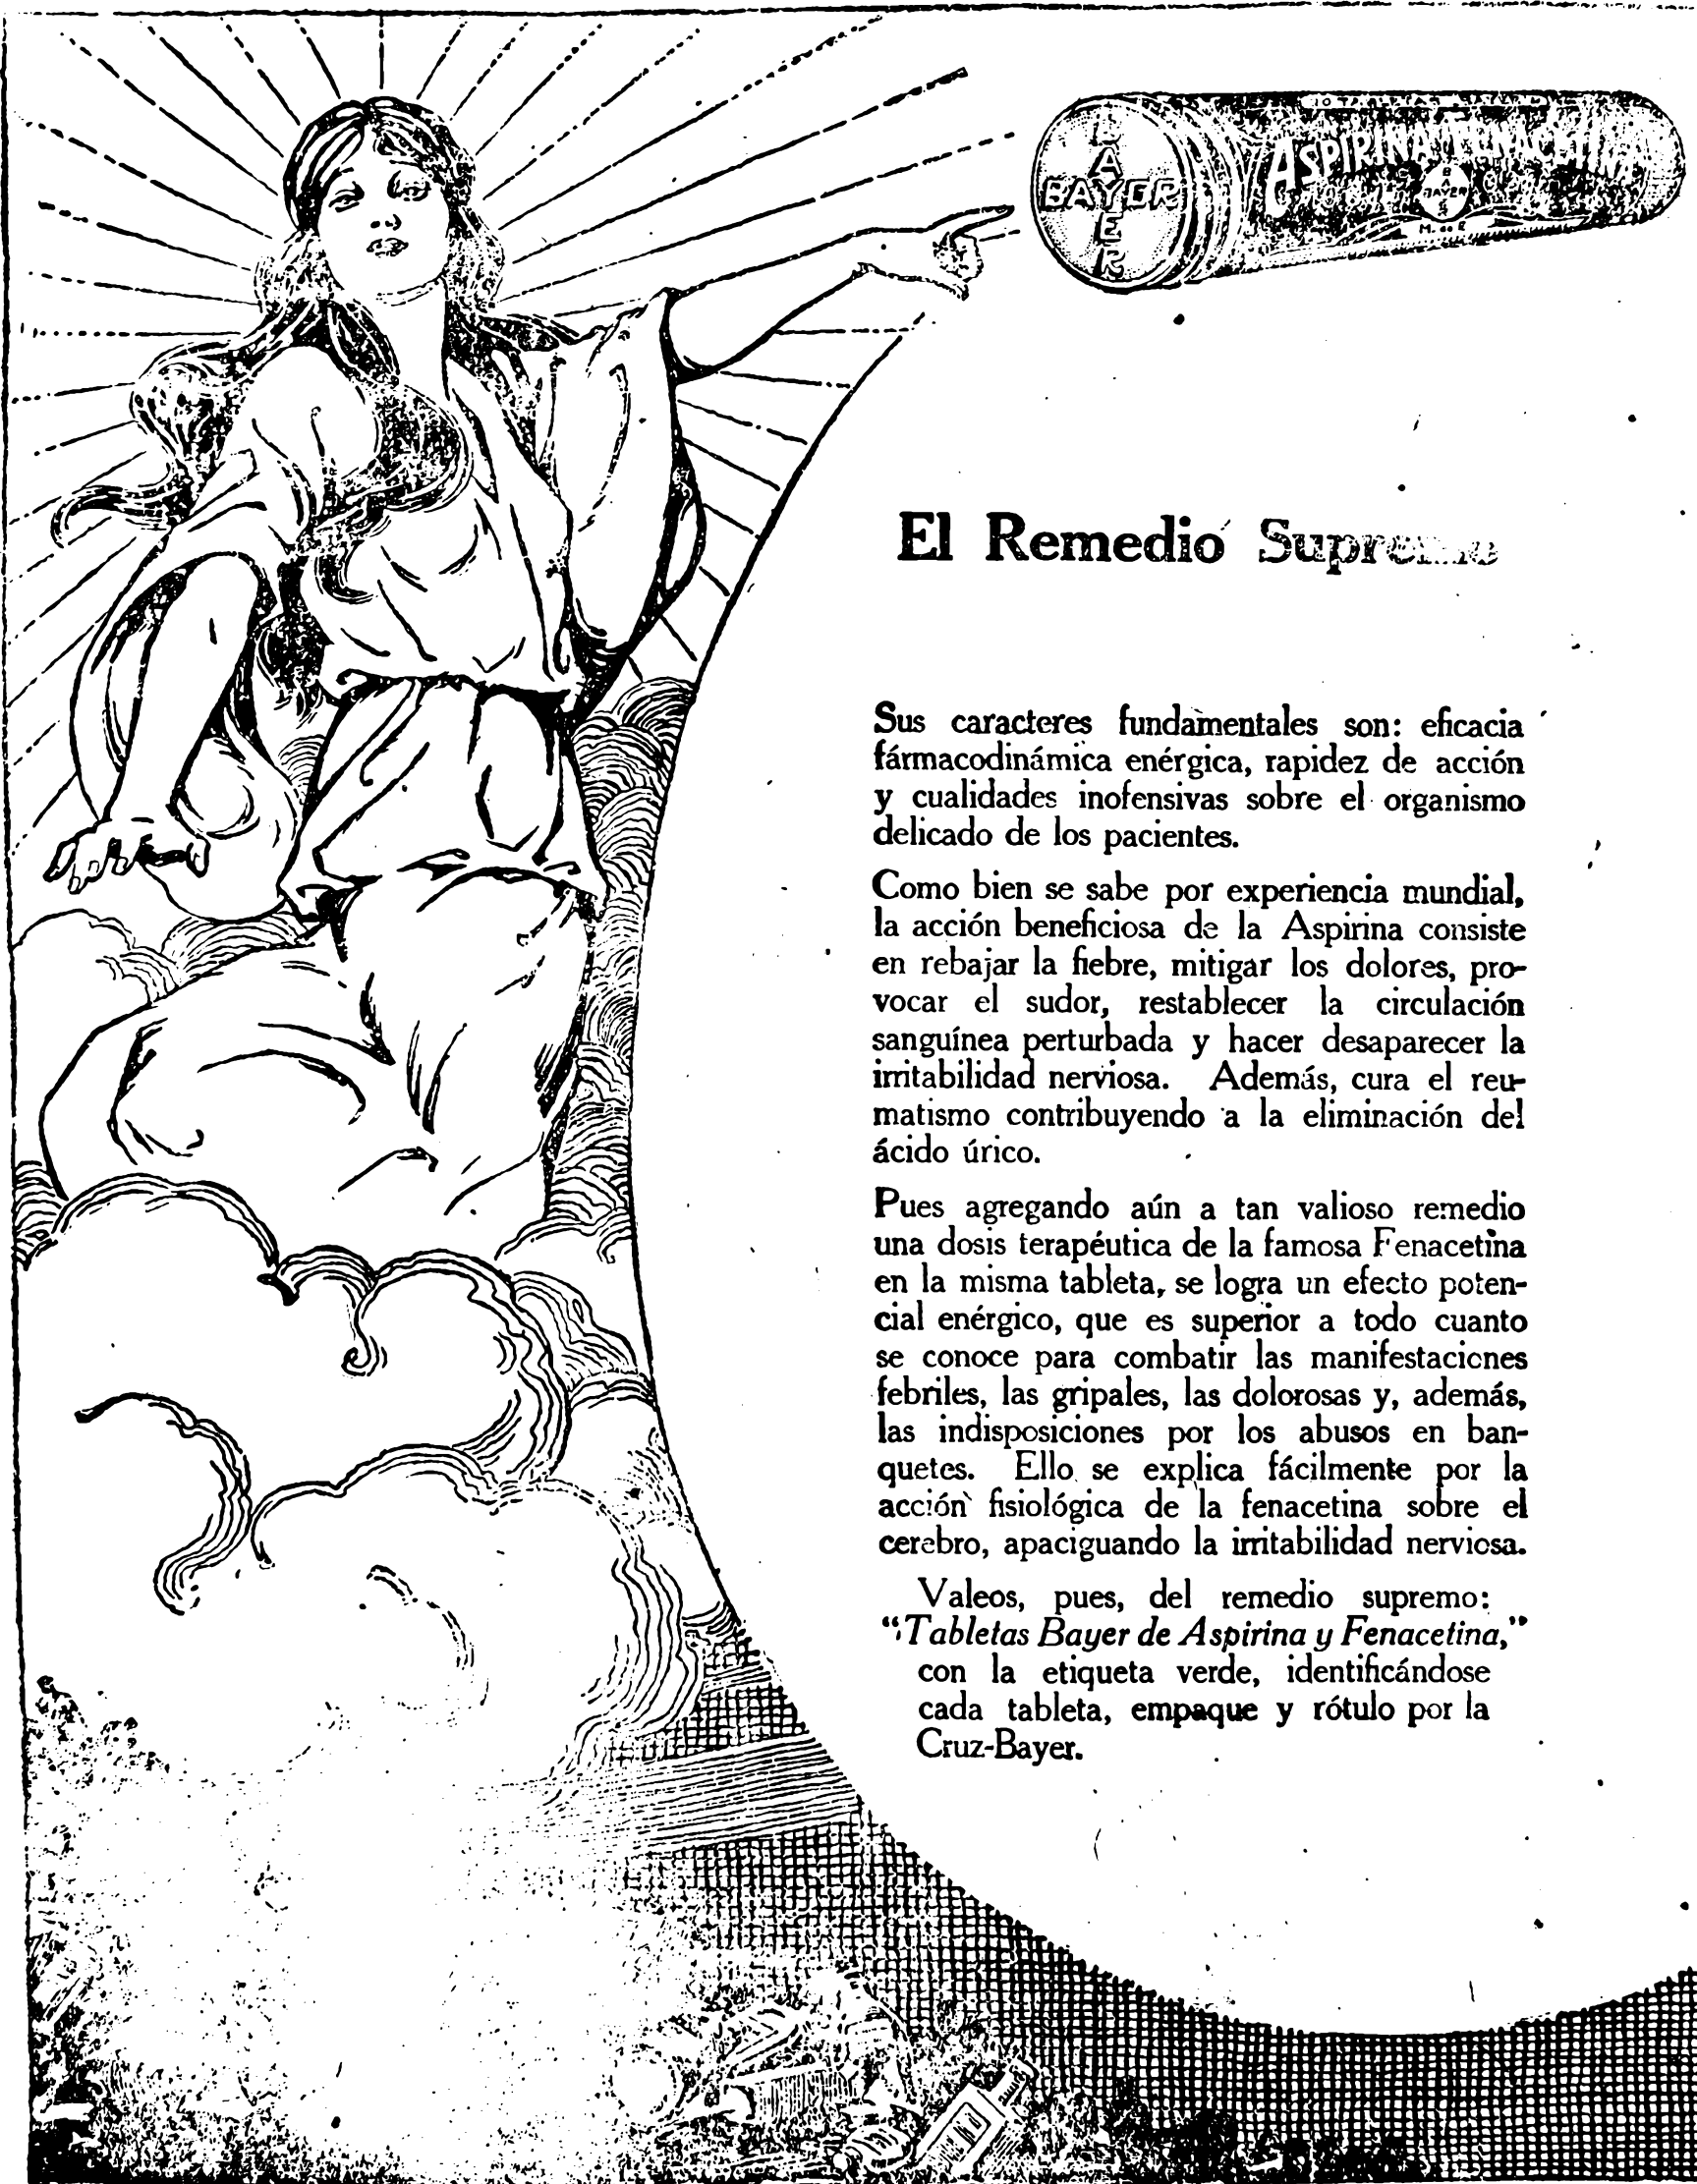 BAYER
BAYER
ASPIRINA
BAYER
BAYER
M. de R.
El Remedio Supremo
Sus caracteres fundamentales son: eficacia
fármacodinámica enérgica, rapidez de acción
y cualidades inofensivas sobre el organismo
delicado de los pacientes.
Como bien se sabe por experiencia mundial,
la acción beneficiosa de la Aspirina consiste
en rebajar la fiebre, mitigar los dolores, pro-
vocar el sudor, restablecer la circulación
sanguínea perturbada y hacer desaparecer la
irritabilidad nerviosa. Además, cura el reu-
matismo contribuyendo a la eliminación del
ácido úrico.
Pues agregando aún a tan valioso remedio
una dosis terapéutica de la famosa Fenacetina
en la misma tableta, se logra un efecto poten-
cial enérgico, que es superior a todo cuanto
se conoce para combatir las manifestaciones
febriles, las gripales, las dolorosas y, además,
las indisposiciones por los abusos en ban-
quetes. Ello se explica fácilmente por la
acción fisiológica de la fenacetina sobre el
cerebro, apaciguando la irritabilidad nerviosa.
Valeos, pues, del remedio supremo:
“Tabletas Bayer de Aspirina y Fenacetina,”
con la etiqueta verde, identificándose
cada tableta, empaque y rótulo por la
Cruz-Bayer.